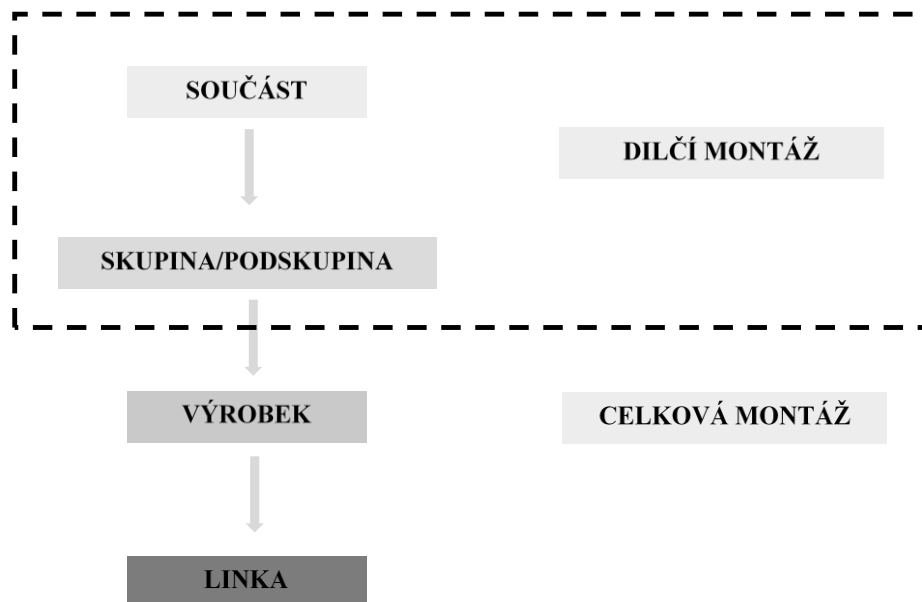 SOUČÁST
DILČÍ MONTÁŽ
SKUPINA/PODSKUPINA
VÝROBEK
CELKOVÁ MONTÁŽ
LINKA